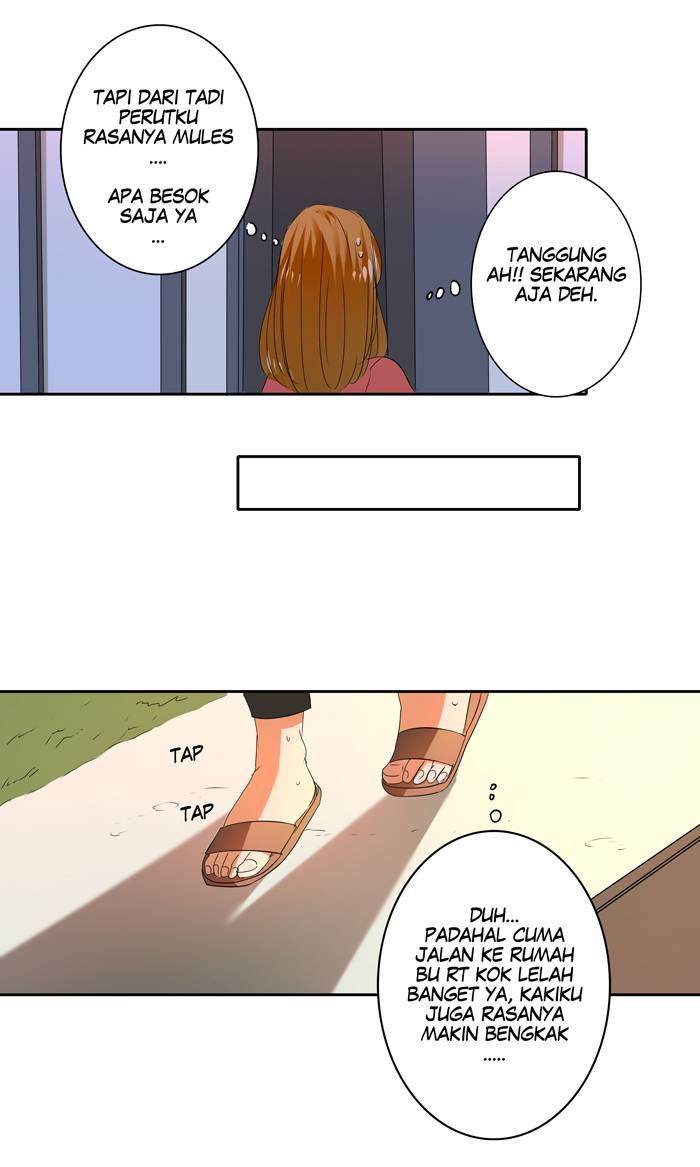 TAPI DARI TADI
PERUTKU
RASANYA MULES
....
APA BESOK
SAJA YA
...
TANGGUNG
AH!! SEKARANG
AJA DEH.
TAP
TAP
DUH...
PADAHAL CUMA
JALAN KE RUMAH
BU RT KOK LELAH
BANGET YA, KAKIKU
JUGA RASANYA
MAKIN BENGKAK
.....